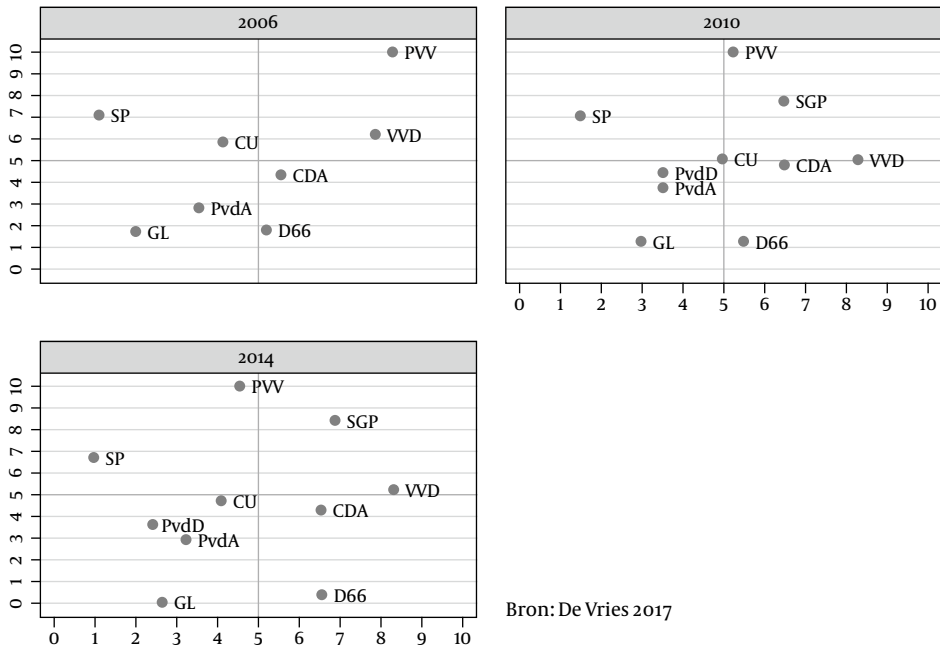 2006
10
9
8
7
6
5
4
3
2
1
0
PVV
SP
CU
VVD
CDA
PvdA
GL
D66
2010
PVV
SGP
SP
CU
CDA
VVD
PvdD
PvdA
GL
D66
0 1 2 3 4 5 6 7 8 9 10
2014
10
9
8
7
6
5
4
3
2
1
0
PVV
SGP
SP
CU
VVD
CDA
PvdD
PvdA
GL
D66
0 1 2 3 4 5 6 7 8 9 10
Bron: De Vries 2017